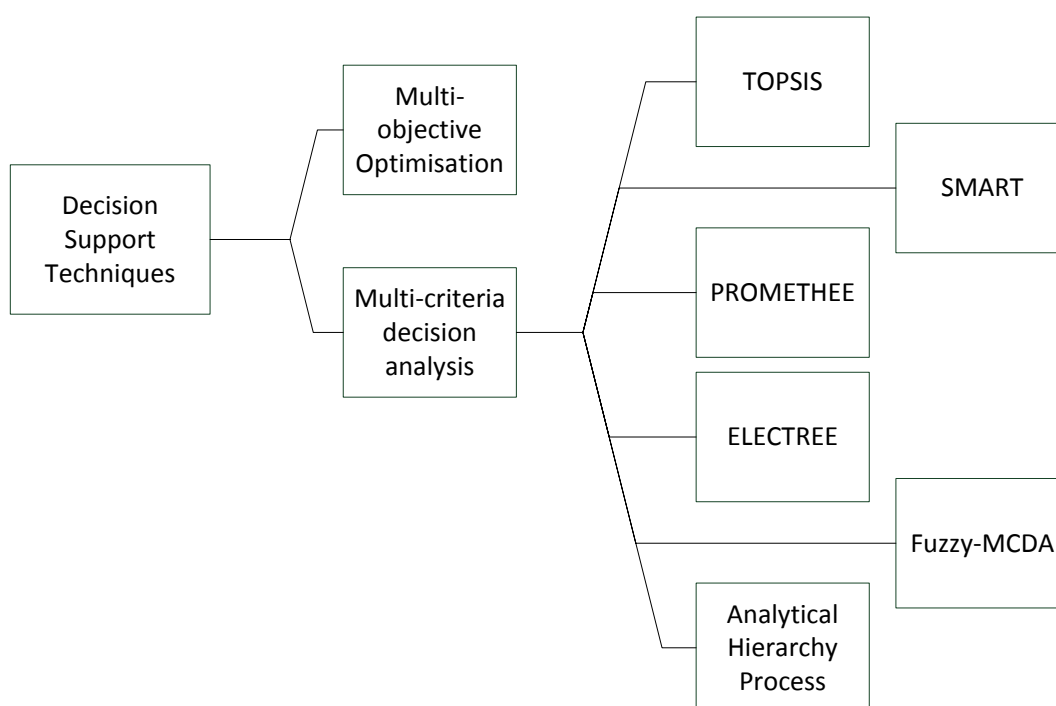 Decision
Support
Techniques
Multi-
objective
Optimisation
Multi-criteria
decision
analysis
TOPSIS
SMART
PROMETHEE
ELECTREE
Fuzzy-MCDA
Analytical
Hierarchy
Process